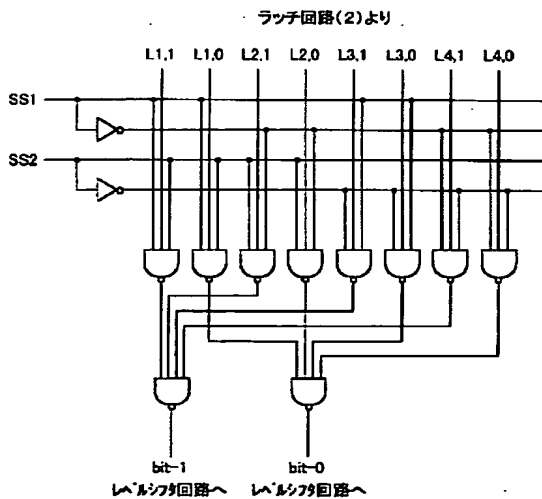 ラッチ回路(2)より
L1,1 L1,0 L2,1 L2,0 L3,1 L3,0 L4,1 L4,0
SS1
SS2
bit-1 bit-0
ﾚﾍﾞﾙｼﾌﾀ回路へ ﾚﾍﾞﾙｼﾌﾀ回路へ